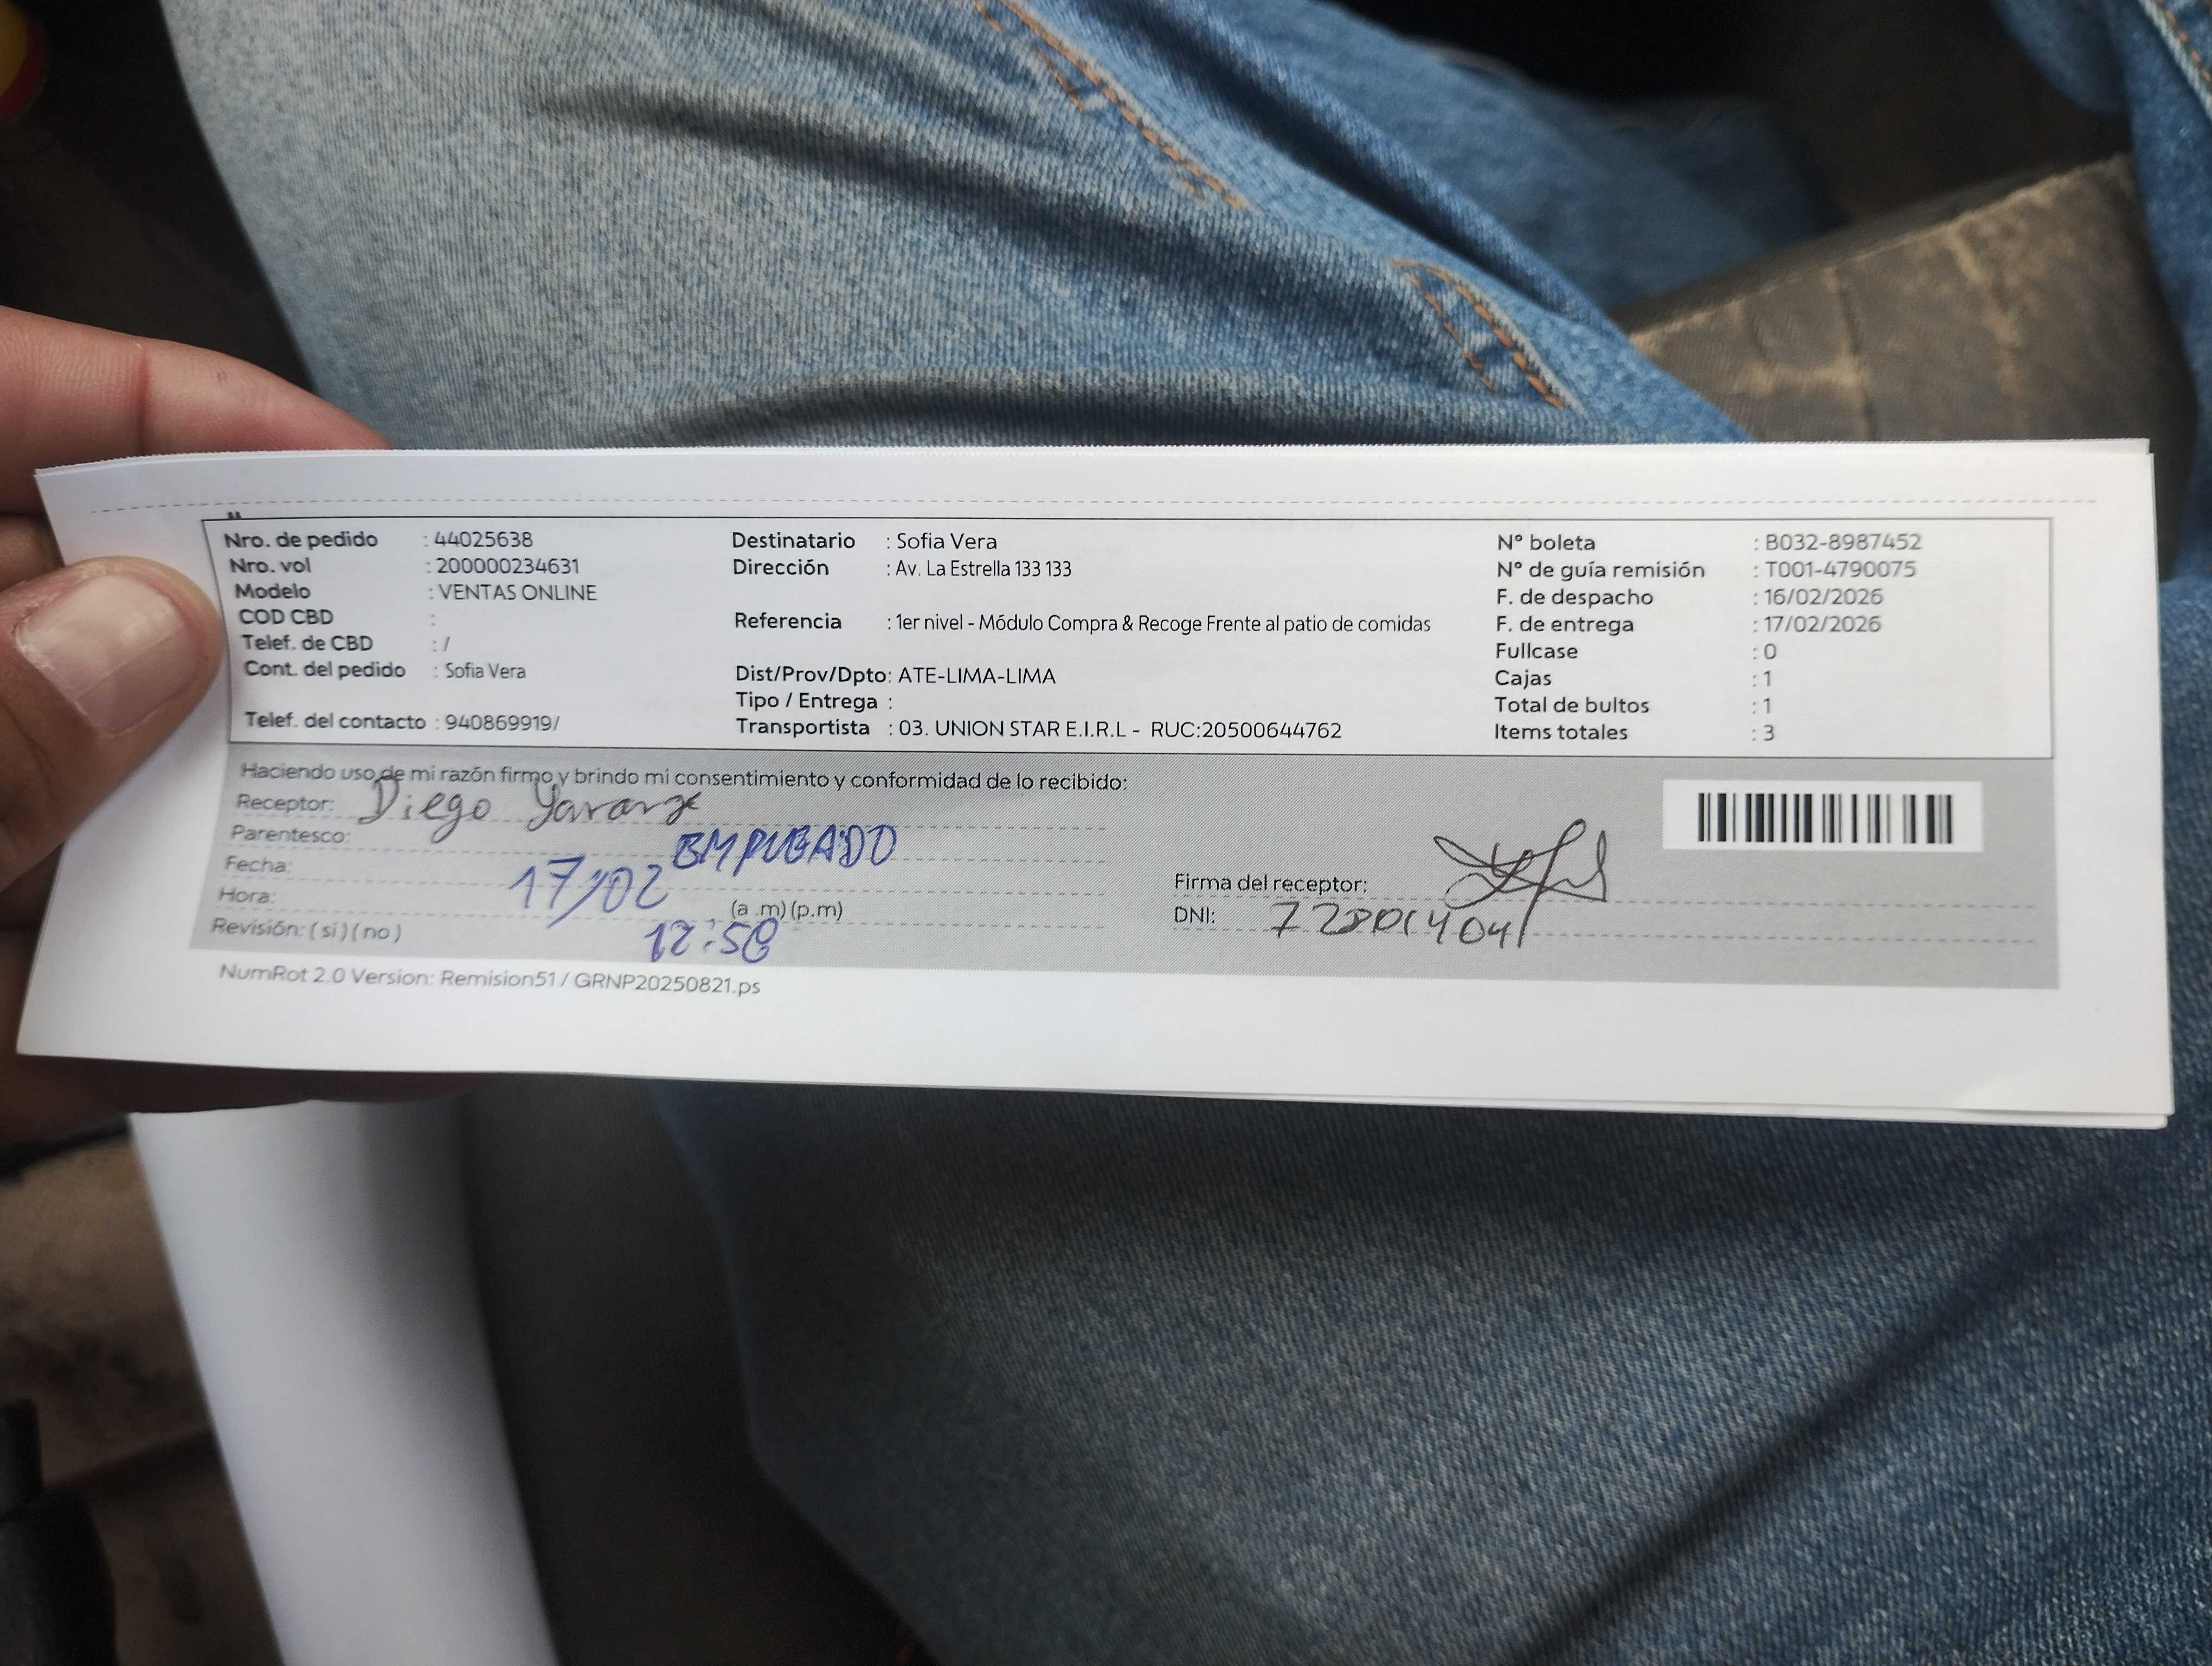 Nro. de pedido : 44025638
Nro. vol : 200000234631
Modelo : VENTAS ONLINE
COD CBD :
Telef. de CBD : /
Cont. del pedido : Sofia Vera
Telef. del contacto : 940869919/
Destinatario : Sofia Vera
Dirección : Av. La Estrella 133 133
Referencia : 1er nivel - Módulo Compra & Recoge Frente al patio de comidas
Dist/Prov/Dpto: ATE-LIMA-LIMA
Tipo / Entrega :
Transportista : 03. UNION STAR E.I.R.L - RUC:20500644762
Nº boleta : B032-8987452
Nº de guía remisión : T001-4790075
F. de despacho : 16/02/2026
F. de entrega : 17/02/2026
Fullcase : 0
Cajas : 1
Total de bultos : 1
Items totales : 3
Haciendo uso de mi razón firmo y brindo mi consentimiento y conformidad de lo recibido:
Receptor: Diego
Parentesco: EMPLEADO
Fecha: 17/02
Hora: (a .m) (p.m)
12:58
Revisión: ( si ) ( no )
Firma del receptor:
DNI:
NumRot 2.0 Version: Remision51 / GRNP20250821.ps